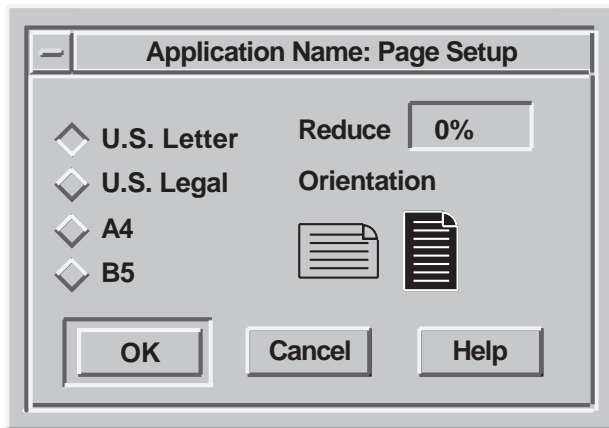 Application Name: Page Setup
U.S. Letter
U.S. Legal
A4
B5
Reduce 0%
Orientation
OK Cancel Help